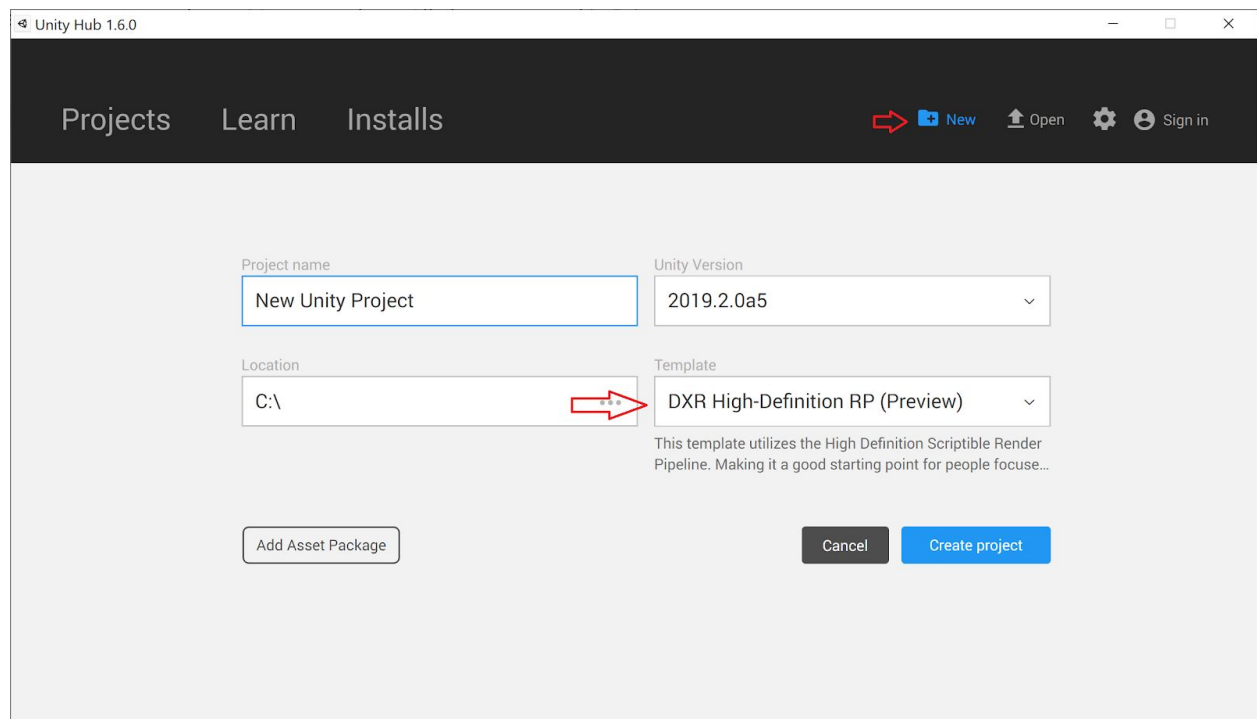 Unity Hub 1.6.0
Projects Learn Installs New Open Sign in
Project name
New Unity Project
Unity Version
2019.2.0a5
Location
C:\
Template
DXR High-Definition RP (Preview)
This template utilizes the High Definition Scriptible Render
Pipeline. Making it a good starting point for people focuse...
Add Asset Package
Cancel
Create project